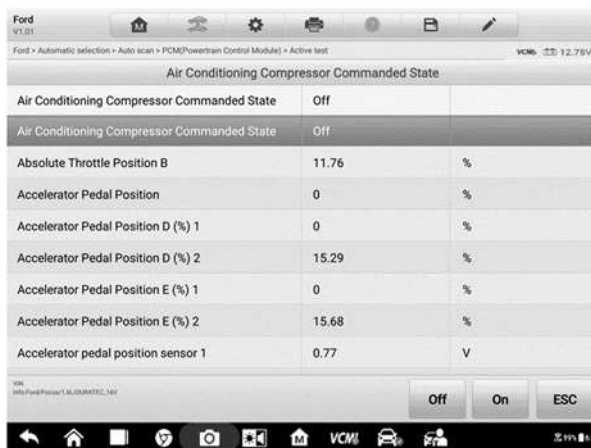 Ford
V1.01
VCMI 12.78V
Ford > Automatic selection > Auto scan > PCM(Powertrain Control Module) > Active test
Air Conditioning Compressor Commanded State
Air Conditioning Compressor Commanded State Off
Air Conditioning Compressor Commanded State Off
Absolute Throttle Position B 11.76 %
Accelerator Pedal Position 0 %
Accelerator Pedal Position D (%) 1 0 %
Accelerator Pedal Position D (%) 2 15.29 %
Accelerator Pedal Position E (%) 1 0 %
Accelerator Pedal Position E (%) 2 15.68 %
Accelerator pedal position sensor 1 0.77 V
Off On ESC
VCMI